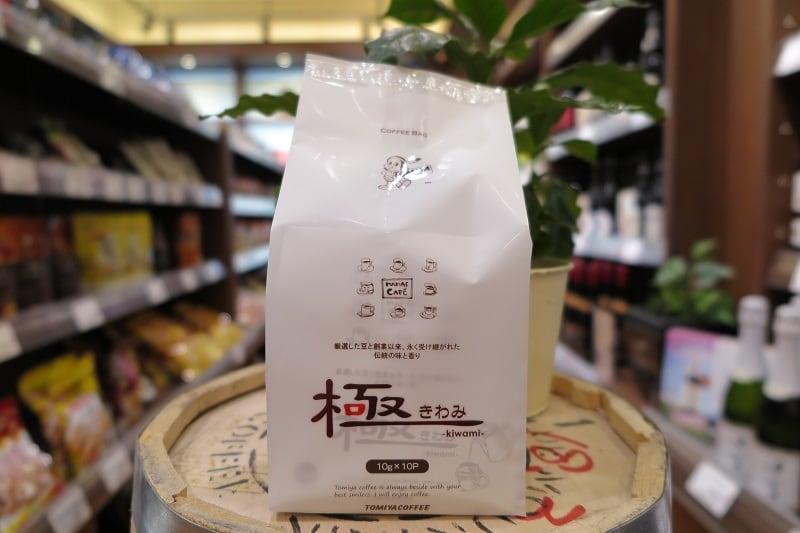 COFFEE BAG
MAMAS
CAFÉ
厳選した豆と創業以来、永く受け継がれた
伝統の味と香り
極 きわみ
-kiwami-
10g×10P
Tomiya coffee is always beside with your
best smiles. I will enjoy coffee.
TOMIYACOFFEE